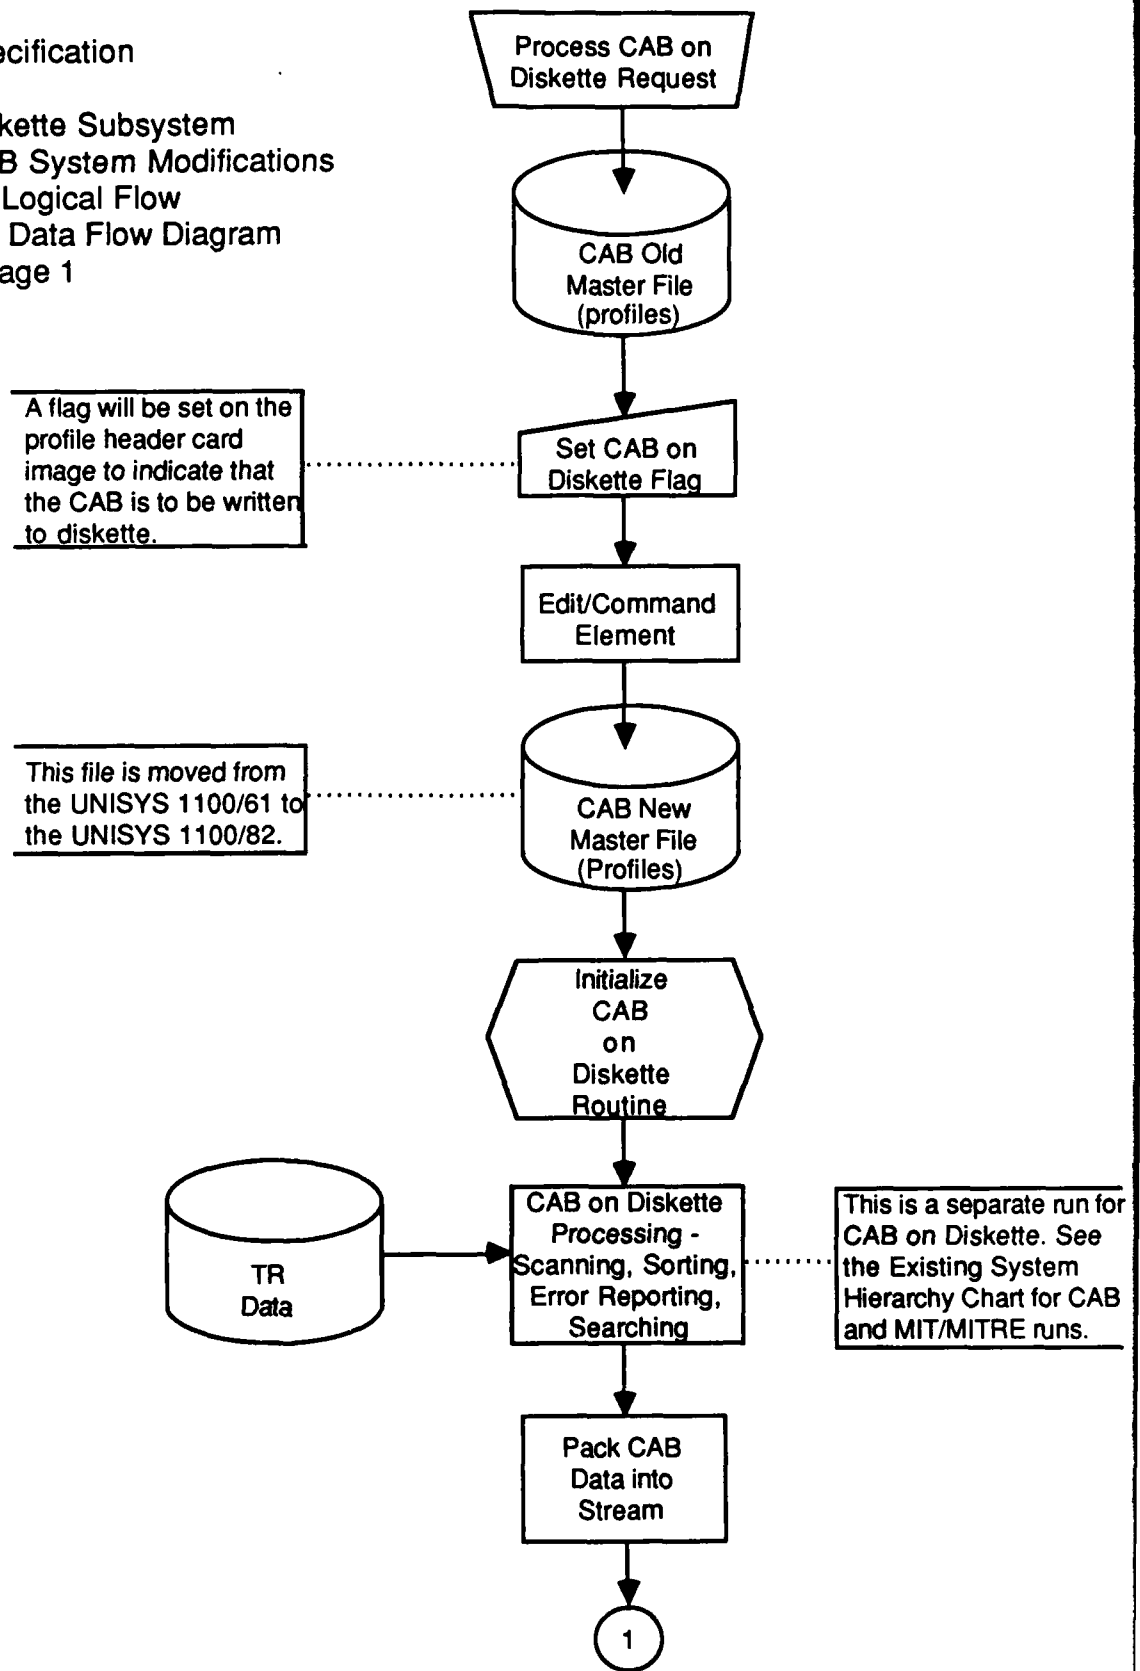 ecification
kette Subsystem
B System Modifications
Logical Flow
Data Flow Diagram
age 1
Process CAB on
Diskette Request
CAB Old
Master File
(profiles)
A flag will be set on the
profile header card
image to indicate that
the CAB is to be written
to diskette.
Set CAB on
Diskette Flag
Edit/Command
Element
This file is moved from
the UNISYS 1100/61 to
the UNISYS 1100/82.
CAB New
Master File
(Profiles)
Initialize
CAB
on
Diskette
Routine
TR
Data
CAB on Diskette
Processing -
Scanning, Sorting,
Error Reporting,
Searching
This is a separate run for
CAB on Diskette. See
the Existing System
Hierarchy Chart for CAB
and MIT/MITRE runs.
Pack CAB
Data into
Stream
1